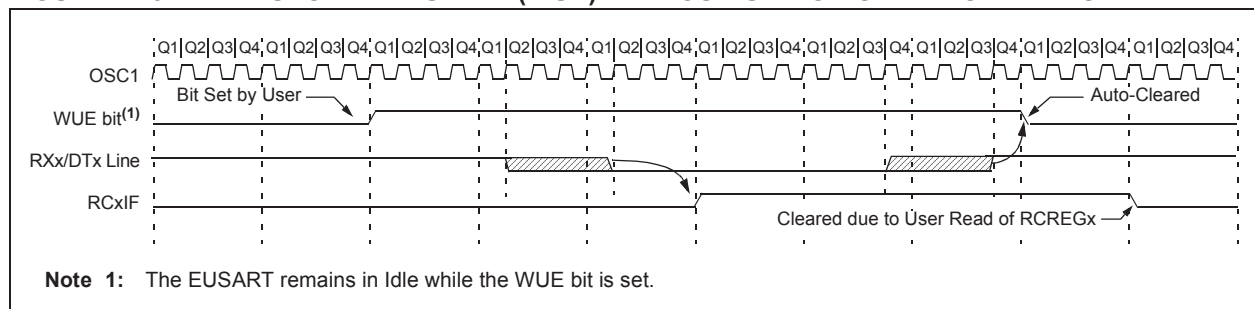 Q1 Q2 Q3 Q4 Q1 Q2 Q3 Q4 Q1 Q2 Q3 Q4 Q1 Q2 Q3 Q4 Q1 Q2 Q3 Q4 Q1 Q2 Q3 Q4 Q1 Q2 Q3 Q4 Q1 Q2 Q3 Q4 Q1 Q2 Q3 Q4 Q1 Q2 Q3 Q4
OSC1
Bit Set by User
Auto-Cleared
WUE bit(1)
RXx/DTx Line
RCxIF
Cleared due to User Read of RCREGx
Note 1: The EUSART remains in Idle while the WUE bit is set.